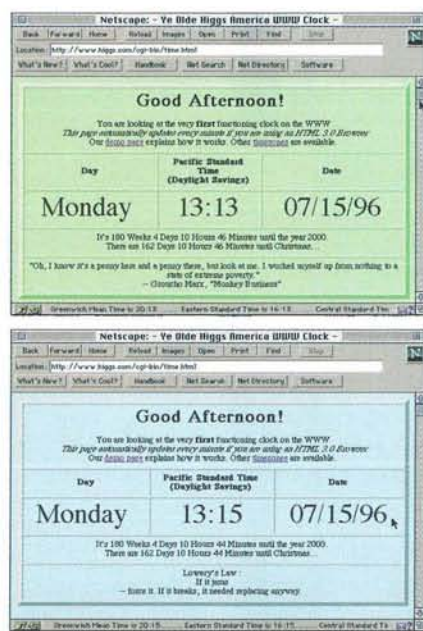 Netscape: - Ye Olde Higgs America WWW Clock -
Back Forward Home Reload Images Open Print Find Stop
Location: http://www.higgs.com/cgi-bin/time.html
What's New? What's Cool? Handbook Net Search Net Directory Software
Good Afternoon!
You are looking at the very first functioning clock on the WWW
This page automatically updates every minute if you are using an HTML 3.0 Browser
Our demo page explains how it works. Other timezones are available.
Day
Pacific Standard
Time
(Daylight Savings)
Date
Monday 13:13 07/15/96
It's 180 Weeks 4 Days 10 Hours 46 Minutes until the year 2000.
There are 162 Days 10 Hours 46 Minutes until Christmas...
"Oh, I know it's a penny here and a penny there, but look at me. I worked myself up from nothing to a
state of extreme poverty."
-- Groucho Marx, "Monkey Business"
Greenwich Mean Time is 20:13 Eastern Standard Time is 16:13 Central Standard Tim
Netscape: - Ye Olde Higgs America WWW Clock -
Back Forward Home Reload Images Open Print Find Stop
Location: http://www.higgs.com/cgi-bin/time.html
What's New? What's Cool? Handbook Net Search Net Directory Software
Good Afternoon!
You are looking at the very first functioning clock on the WWW
This page automatically updates every minute if you are using an HTML 3.0 Browser
Our demo page explains how it works. Other timezones are available.
Day
Pacific Standard Time
(Daylight Savings)
Date
Monday 13:15 07/15/96
It's 180 Weeks 4 Days 10 Hours 44 Minutes until the year 2000.
There are 162 Days 10 Hours 44 Minutes until Christmas...
Lowery's Law :
If it jams
-- force it. If it breaks, it needed replacing anyway.
Greenwich Mean Time is 20:15 Eastern Standard Time is 16:15 Central Standard Ti